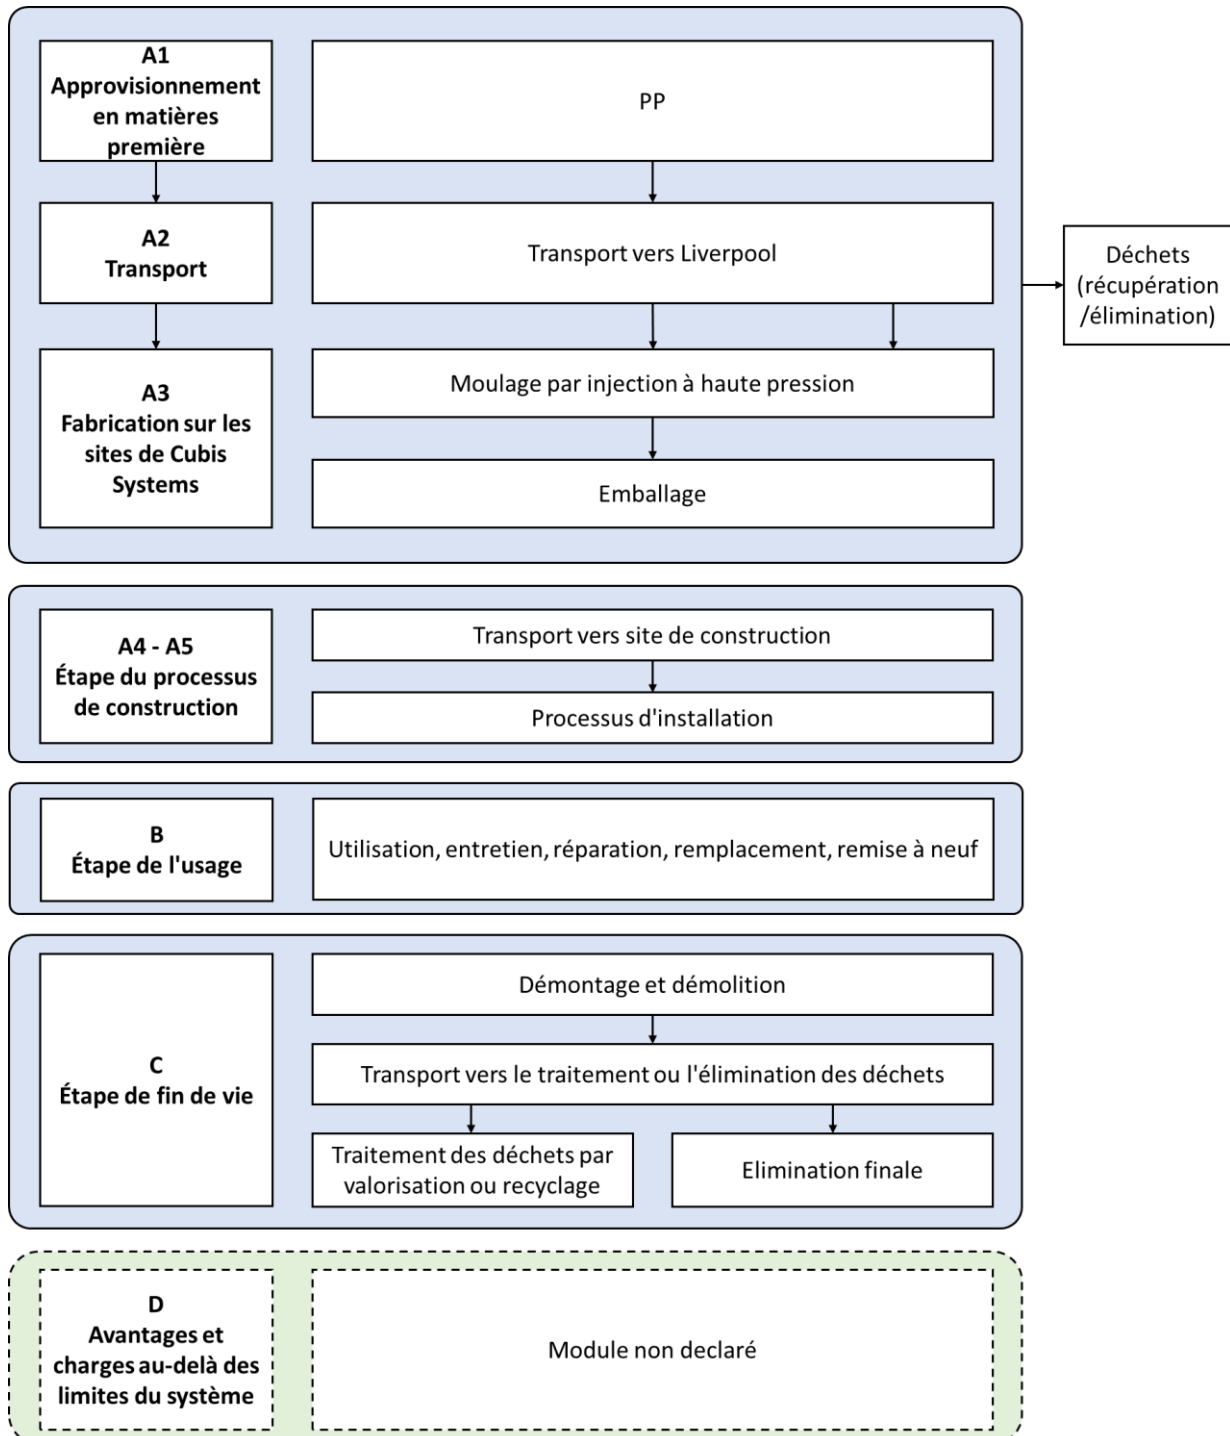 A1
Approvisionnement
en matières
première
PP
A2
Transport
Transport vers Liverpool
Déchets
(récupération
/élimination)
A3
Fabrication sur les
sites de Cubis
Systems
Moulage par injection à haute pression
Emballage
A4 - A5
Étape du processus
de construction
Transport vers site de construction
Processus d'installation
B
Étape de l'usage
Utilisation, entretien, réparation, remplacement, remise à neuf
C
Étape de fin de vie
Démontage et démolition
Transport vers le traitement ou l'élimination des déchets
Traitement des déchets par
valorisation ou recyclage
Elimination finale
D
Avantages et
charges au-delà des
limites du système
Module non declaré